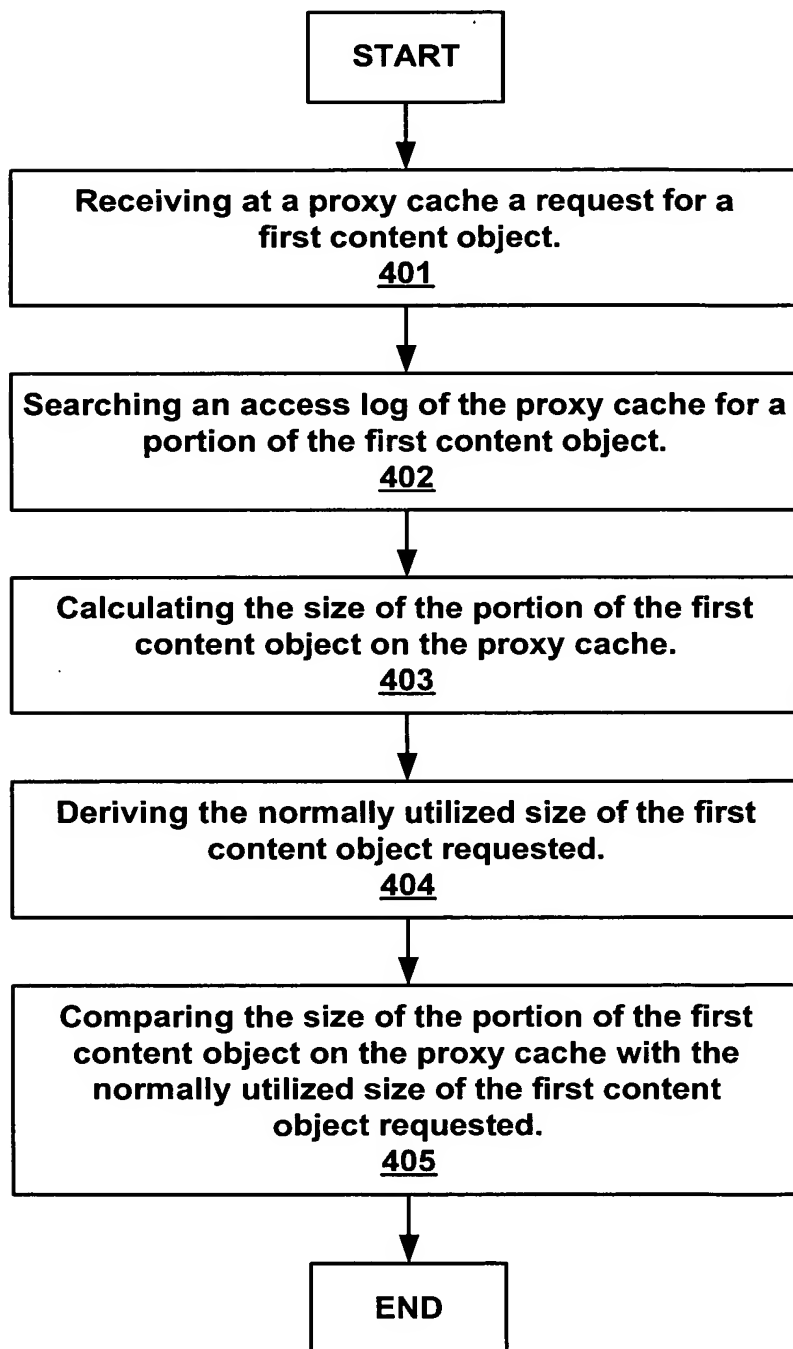 START
Receiving at a proxy cache a request for a
first content object.
401
Searching an access log of the proxy cache for a
portion of the first content object.
402
Calculating the size of the portion of the first
content object on the proxy cache.
403
Deriving the normally utilized size of the first
content object requested.
404
Comparing the size of the portion of the first
content object on the proxy cache with the
normally utilized size of the first content
object requested.
405
END